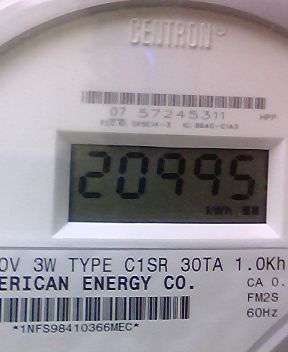 CENTRON
07 57245311
HPP
20995
kWh
0V 3W TYPE C1SR 30TA 1.0Kh
ERICAN ENERGY CO. CA 0.
FM2S
60Hz
*1NFS98410366MEC*